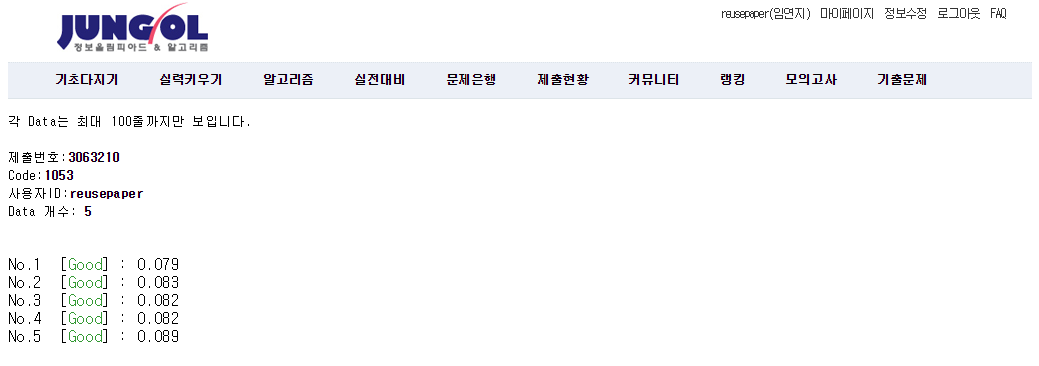 reusepaper(임연지) 마이페이지 정보수정 로그아웃 FAQ
JUNGOL
정보올림피아드 & 알고리즘
기초다지기 실력키우기 알고리즘 실전대비 문제은행 제출현황 커뮤니티 랭킹 모의고사 기출문제
각 Data는 최대 100줄까지만 보입니다.
제출번호:3063210
Code:1053
사용자ID:reusepaper
Data 개수: 5
No.1 [Good] : 0.079
No.2 [Good] : 0.083
No.3 [Good] : 0.082
No.4 [Good] : 0.082
No.5 [Good] : 0.089